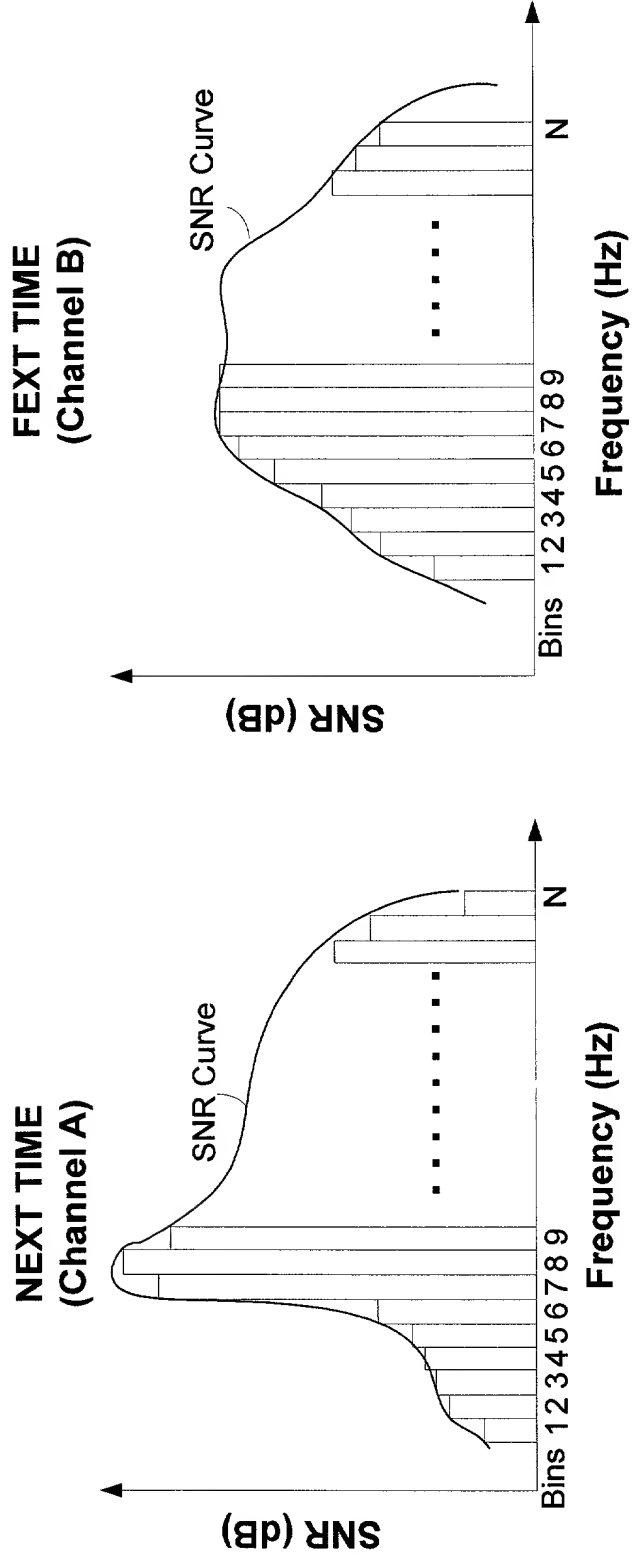 NEXT TIME
(Channel A)
SNR (dB)
SNR Curve
Bins 1 2 3 4 5 6 7 8 9 N
Frequency (Hz)
FEXT TIME
(Channel B)
SNR (dB)
SNR Curve
Bins 1 2 3 4 5 6 7 8 9 N
Frequency (Hz)